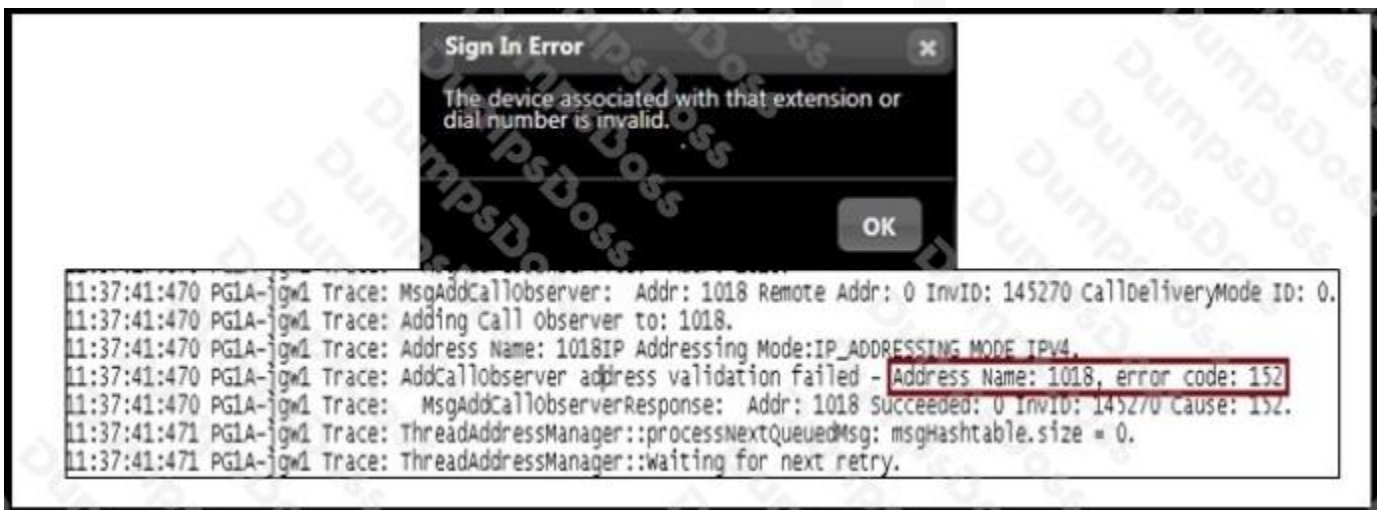 Sign In Error
The device associated with that extension or
dial number is invalid.
OK
11:37:41:470 PG1A-jgw1 Trace: MsgAddCallObserver: Addr: 1018 Remote Addr: 0 InvID: 145270 CallDeliveryMode ID: 0.
11:37:41:470 PG1A-jgw1 Trace: Adding Call Observer to: 1018.
11:37:41:470 PG1A-jgw1 Trace: Address Name: 1018IP Addressing Mode:IP_ADDRESSING_MODE_IPV4.
11:37:41:470 PG1A-jgw1 Trace: AddCallObserver address validation failed - Address Name: 1018, error code: 152
11:37:41:470 PG1A-jgw1 Trace: MsgAddCallObserverResponse: Addr: 1018 Succeeded: 0 InvID: 145270 Cause: 152.
11:37:41:471 PG1A-jgw1 Trace: ThreadAddressManager::processNextQueuedMsg: msgHashtable.size = 0.
11:37:41:471 PG1A-jgw1 Trace: ThreadAddressManager::Waiting for next retry.
DumpsDoss